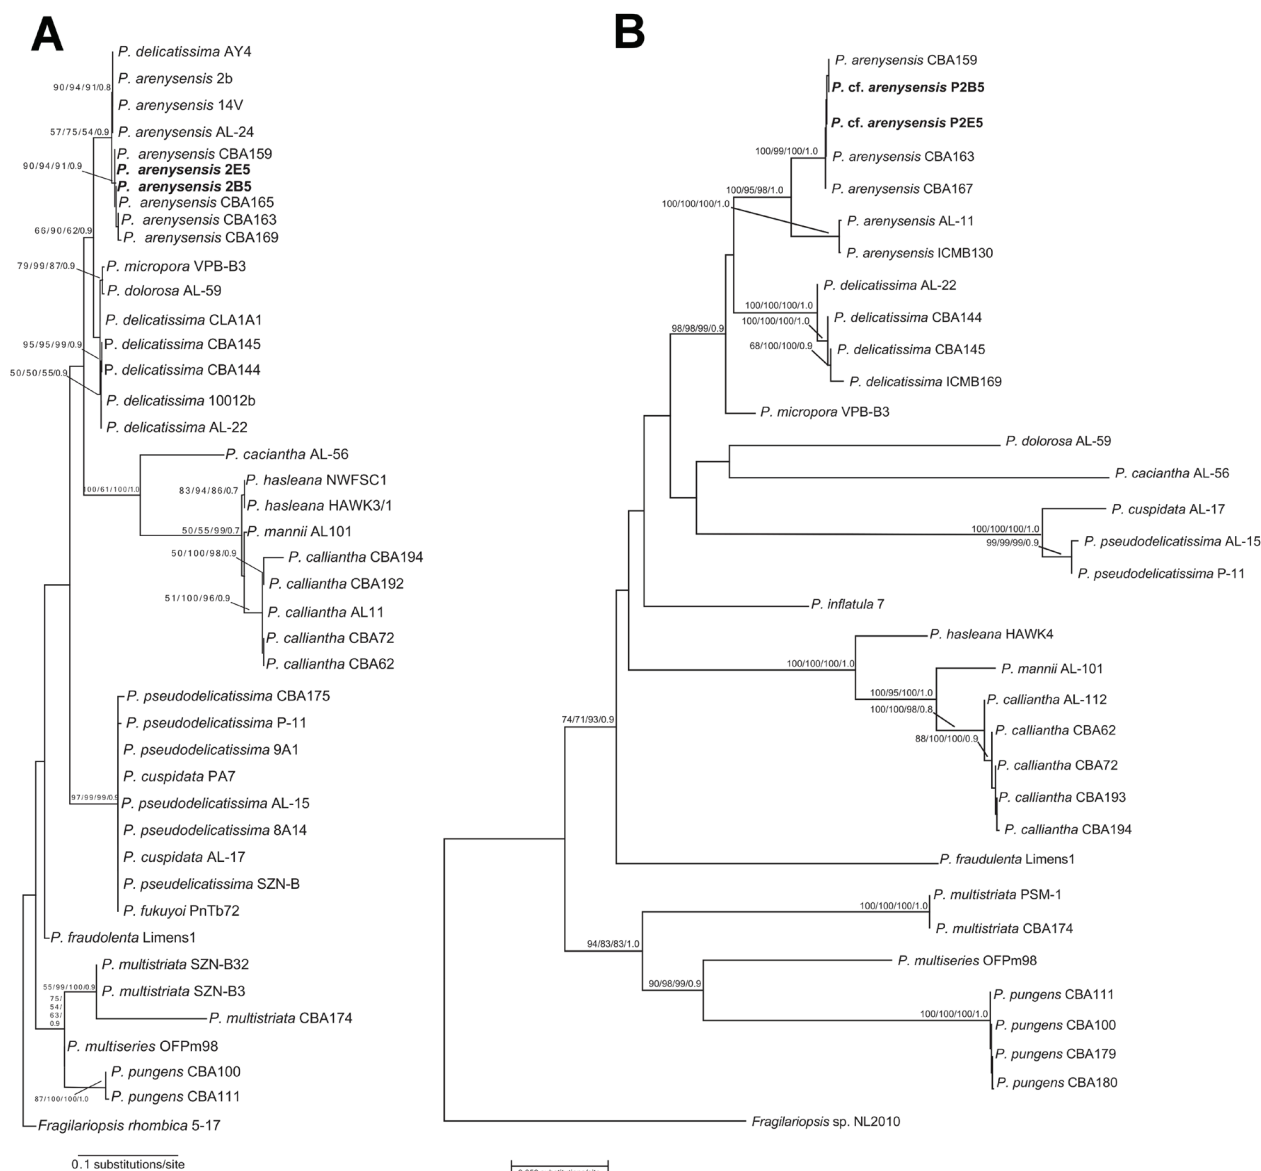 A
P. delicatissima AY4
P. arenysensis 2b
90/94/91/0.8
P. arenysensis 14V
P. arenysensis AL-24
57/75/54/0.9
P. arenysensis CBA159
90/94/91/0.9
P. arenysensis 2E5
P. arenysensis 2B5
P. arenysensis CBA165
P. arenysensis CBA163
66/90/62/0.9
P. arenysensis CBA169
79/99/87/0.9
P. micropora VPB-B3
P. dolorosa AL-59
P. delicatissima CLA1A1
95/95/99/0.9
P. delicatissima CBA145
50/50/55/0.9
P. delicatissima CBA144
P. delicatissima 10012b
P. delicatissima AL-22
P. caciantha AL-56
100/61/100/1.0
83/94/86/0.7
P. hasleana NWFSC1
P. hasleana HAWK3/1
50/55/99/0.7
P. mannii AL101
50/100/98/0.9
P. calliantha CBA194
P. calliantha CBA192
51/100/96/0.9
P. calliantha AL11
P. calliantha CBA72
P. calliantha CBA62
P. pseudodelicatissima CBA175
P. pseudodelicatissima P-11
P. pseudodelicatissima 9A1
P. cuspidata PA7
97/99/99/0.9
P. pseudodelicatissima AL-15
P. pseudodelicatissima 8A14
P. cuspidata AL-17
P. pseudelicatissima SZN-B
P. fukuyoi PnTb72
P. fraudolenta Limens1
P. multistriata SZN-B32
55/99/100/0.9
P. multistriata SZN-B3
75/
54/
63/
0.9
P. multistriata CBA174
P. multiseries OFPm98
P. pungens CBA100
87/100/100/1.0
P. pungens CBA111
Fragilariopsis rhombica 5-17
0.1 substitutions/site
B
P. arenysensis CBA159
P. cf. arenysensis P2B5
P. cf. arenysensis P2E5
100/99/100/1.0
P. arenysensis CBA163
P. arenysensis CBA167
100/95/98/1.0
100/100/100/1.0
P. arenysensis AL-11
P. arenysensis ICMB130
P. delicatissima AL-22
100/100/100/1.0
100/100/100/1.0
P. delicatissima CBA144
98/98/99/0.9
68/100/100/0.9
P. delicatissima CBA145
P. delicatissima ICMB169
P. micropora VPB-B3
P. dolorosa AL-59
P. caciantha AL-56
P. cuspidata AL-17
100/100/100/1.0
99/99/99/0.9
P. pseudodelicatissima AL-15
P. pseudodelicatissima P-11
P. inflatula 7
P. hasleana HAWK4
100/100/100/1.0
P. mannii AL-101
100/95/100/1.0
P. calliantha AL-112
100/100/98/0.8
74/71/93/0.9
P. calliantha CBA62
88/100/100/0.9
P. calliantha CBA72
P. calliantha CBA193
P. calliantha CBA194
P. fraudulenta Limens1
P. multistriata PSM-1
100/100/100/1.0
P. multistriata CBA174
94/83/83/1.0
P. multiseries OFPm98
90/98/99/0.9
P. pungens CBA111
100/100/100/1.0
P. pungens CBA100
P. pungens CBA179
P. pungens CBA180
Fragilariopsis sp. NL2010